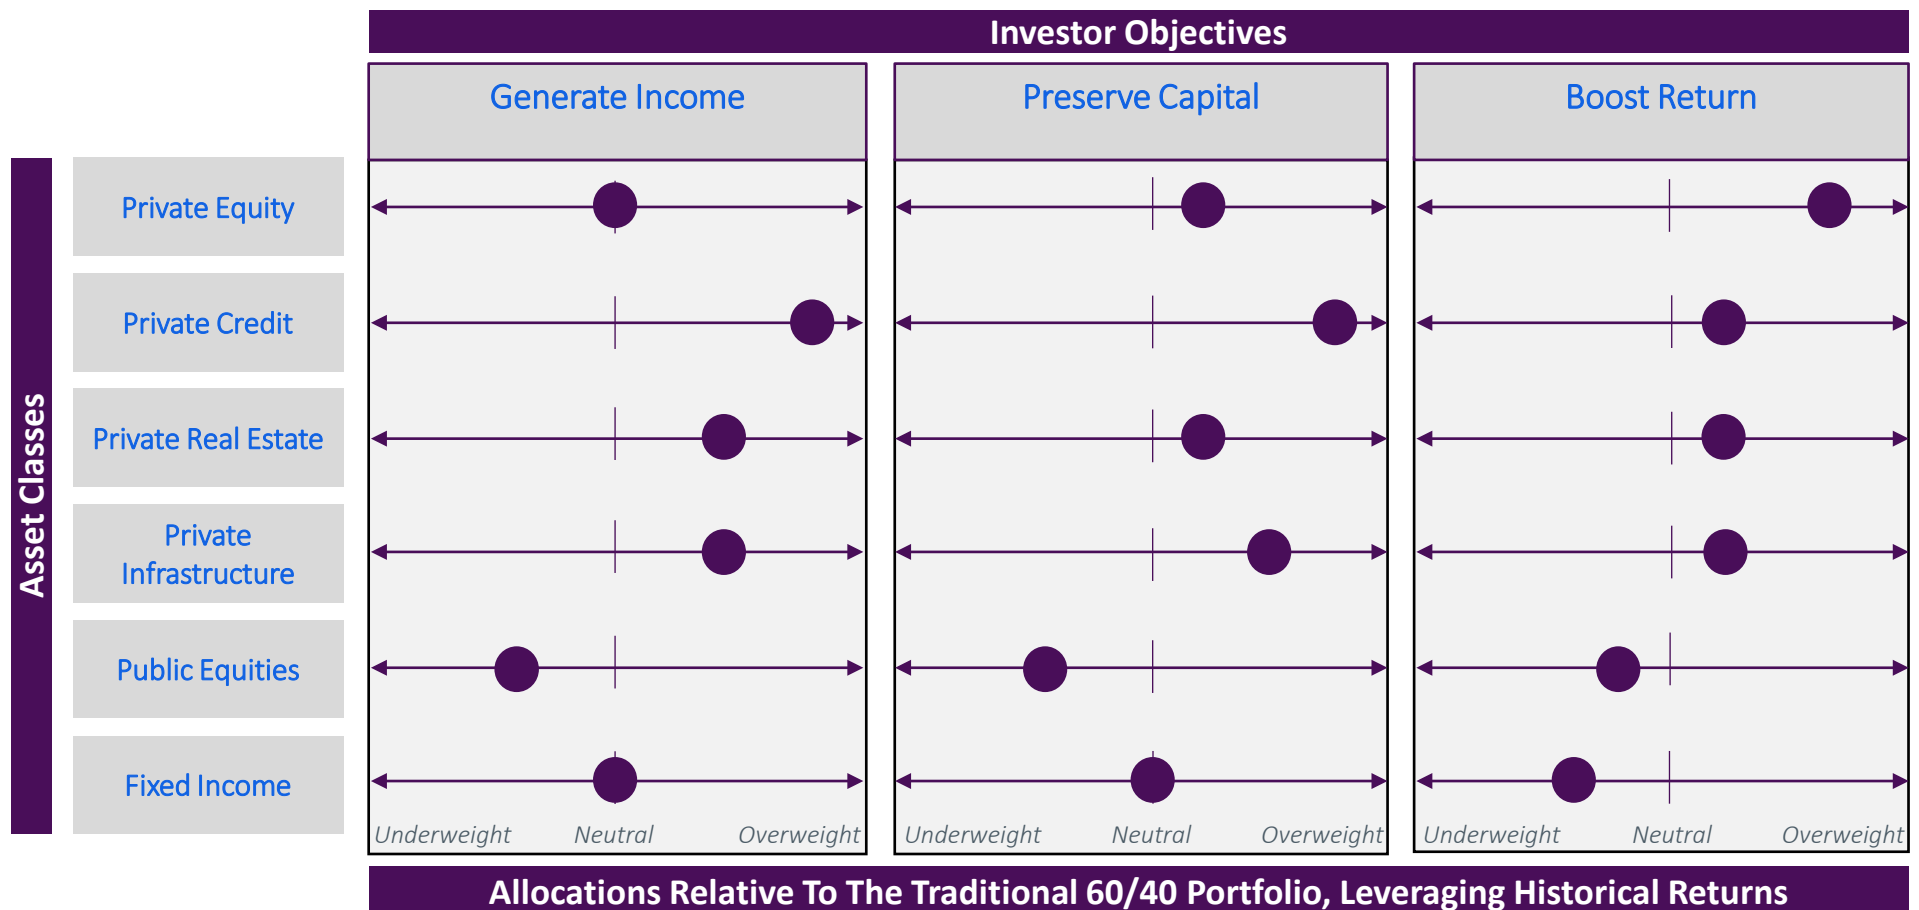 Investor Objectives
Generate Income
Preserve Capital
Boost Return
Asset Classes
Private Equity
Private Credit
Private Real Estate
Private
Infrastructure
Public Equities
Fixed Income
Underweight Neutral Overweight
Underweight Neutral Overweight
Underweight Neutral Overweight
Allocations Relative To The Traditional 60/40 Portfolio, Leveraging Historical Returns